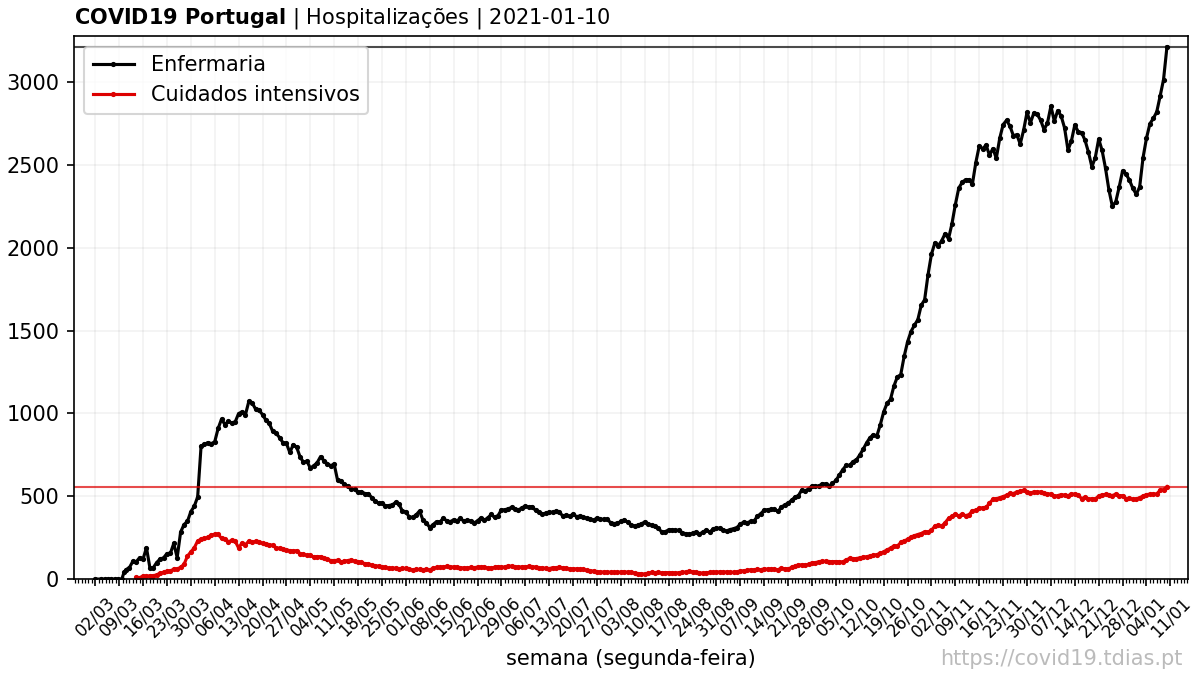 COVID19 Portugal | Hospitalizações | 2021-01-10
Enfermaria
Cuidados intensivos
3000
2500
2000
1500
1000
500
0
02/03 09/03 16/03 23/03 30/03 06/04 13/04 20/04 27/04 04/05 11/05 18/05 25/05 01/06 08/06 15/06 22/06 29/06 06/07 13/07 20/07 27/07 03/08 10/08 17/08 24/08 31/08 07/09 14/09 21/09 28/09 05/10 12/10 19/10 26/10 02/11 09/11 16/11 23/11 30/11 07/12 14/12 21/12 28/12 04/01 11/01
semana (segunda-feira)
https://covid19.tdias.pt